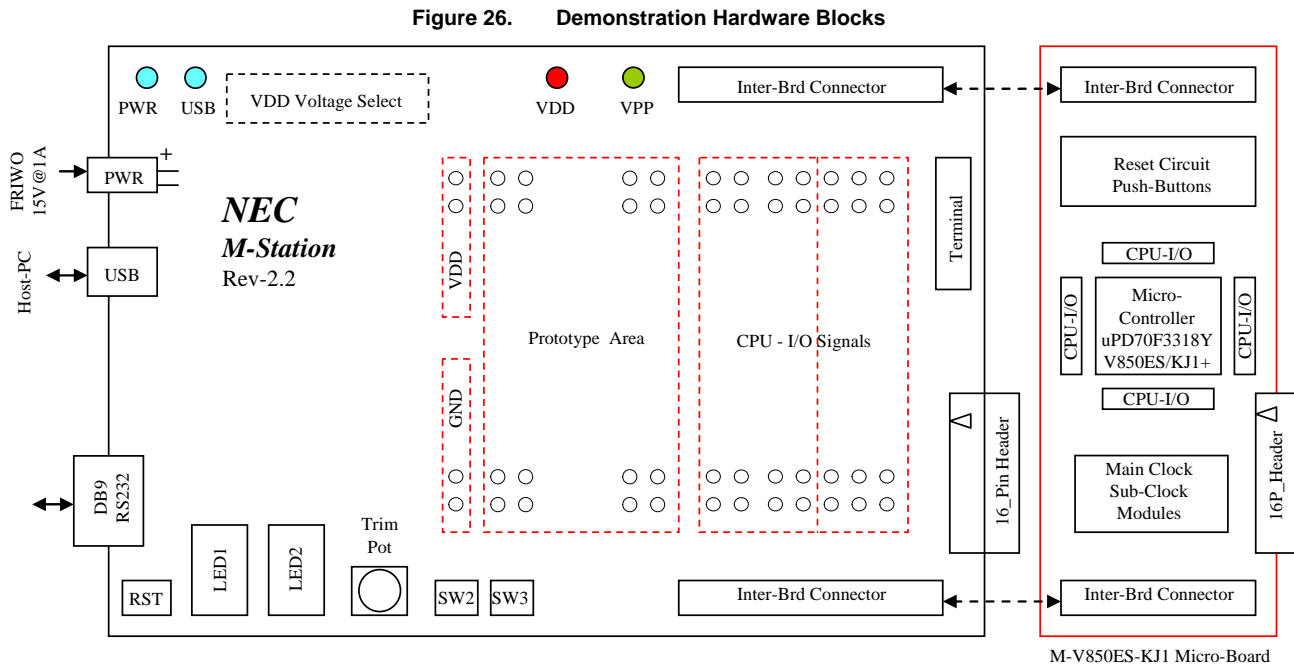 Figure 26. Demonstration Hardware Blocks
PWR
USB
VDD Voltage Select
VDD
VPP
Inter-Brd Connector
Inter-Brd Connector
FRIWO
15V@1A
PWR
+
NEC
M-Station
Rev-2.2
Host-PC
USB
VDD
GND
Prototype Area
CPU - I/O Signals
Terminal
16_Pin Header
Reset Circuit
Push-Buttons
CPU-I/O
CPU-I/O
Micro-
Controller
uPD70F3318Y
V850ES/KJ1+
CPU-I/O
CPU-I/O
Main Clock
Sub-Clock
Modules
16P_Header
DB9
RS232
RST
LED1
LED2
Trim
Pot
SW2
SW3
Inter-Brd Connector
Inter-Brd Connector
M-V850ES-KJ1 Micro-Board